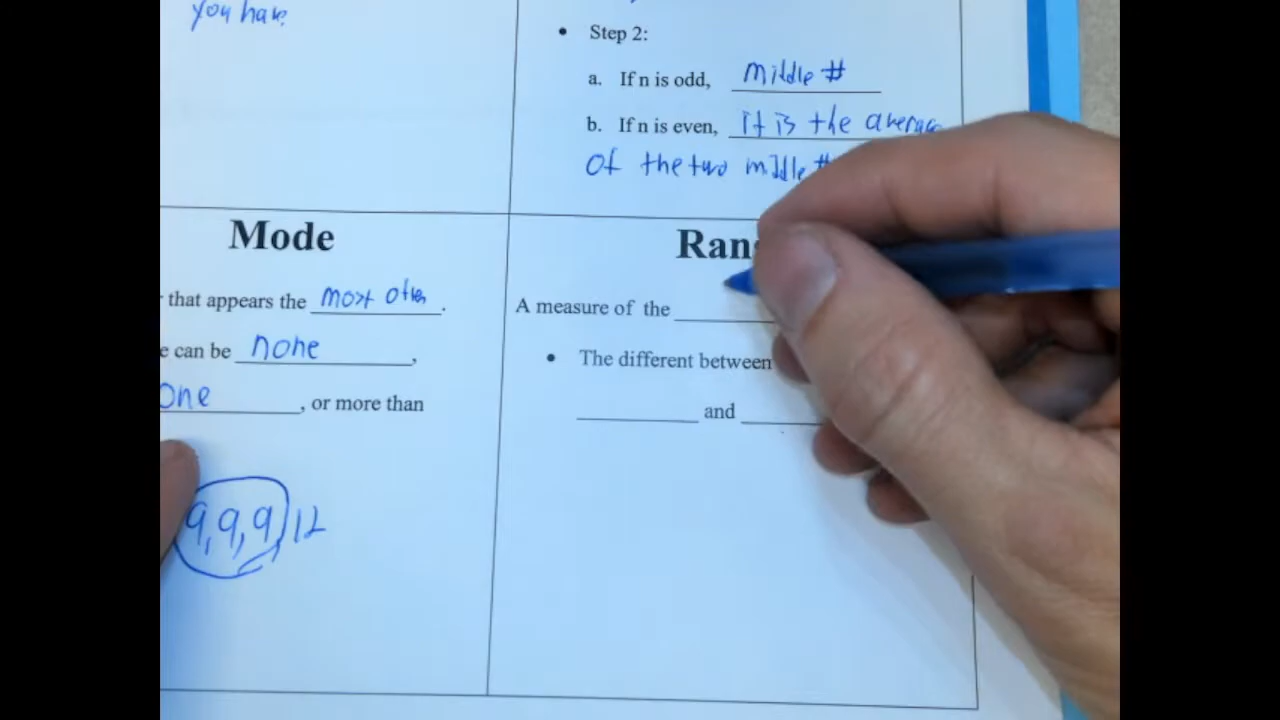 you have
Step 2:
a. If n is odd, middle #
b. If n is even, it is the average
of the two middle #
Mode
that appears the most often.
can be none,
one, or more than
9, 9, 9, 12
Ran
A measure of the
The different between
and